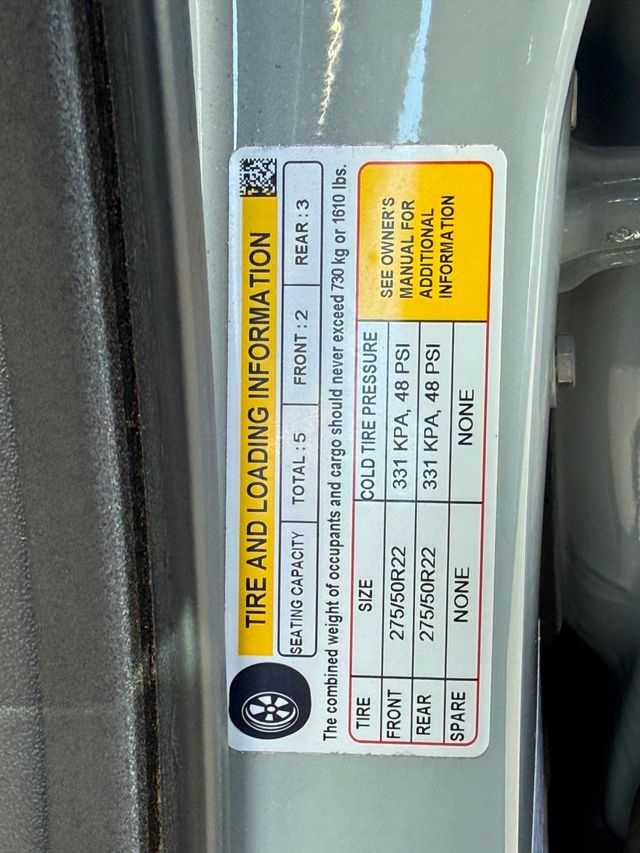 TIRE AND LOADING INFORMATION
SEATING CAPACITY TOTAL : 5 FRONT : 2 REAR : 3
The combined weight of occupants and cargo should never exceed 730 kg or 1610 lbs.
TIRE SIZE COLD TIRE PRESSURE
FRONT 275/50R22 331 KPA, 48 PSI
REAR 275/50R22 331 KPA, 48 PSI
SPARE NONE NONE
SEE OWNER'S
MANUAL FOR
ADDITIONAL
INFORMATION